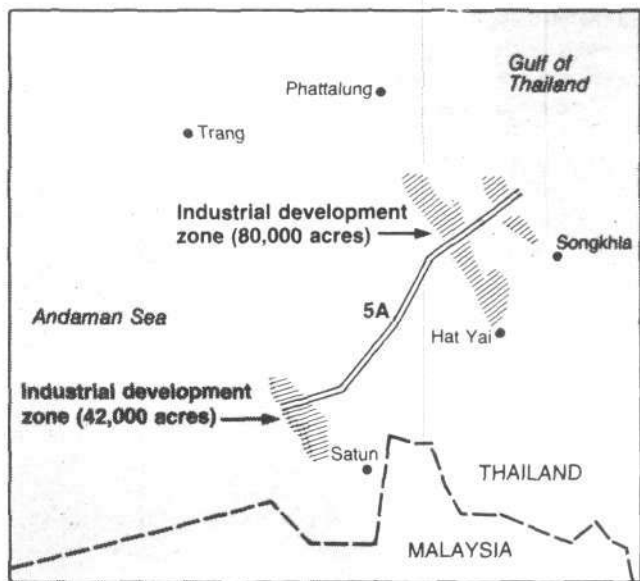 Gulf of
Thailand
Phattalung
Trang
Industrial development
zone (80,000 acres)
Songkhla
5A
Andaman Sea
Hat Yai
Industrial development
zone (42,000 acres)
Satun
THAILAND
MALAYSIA